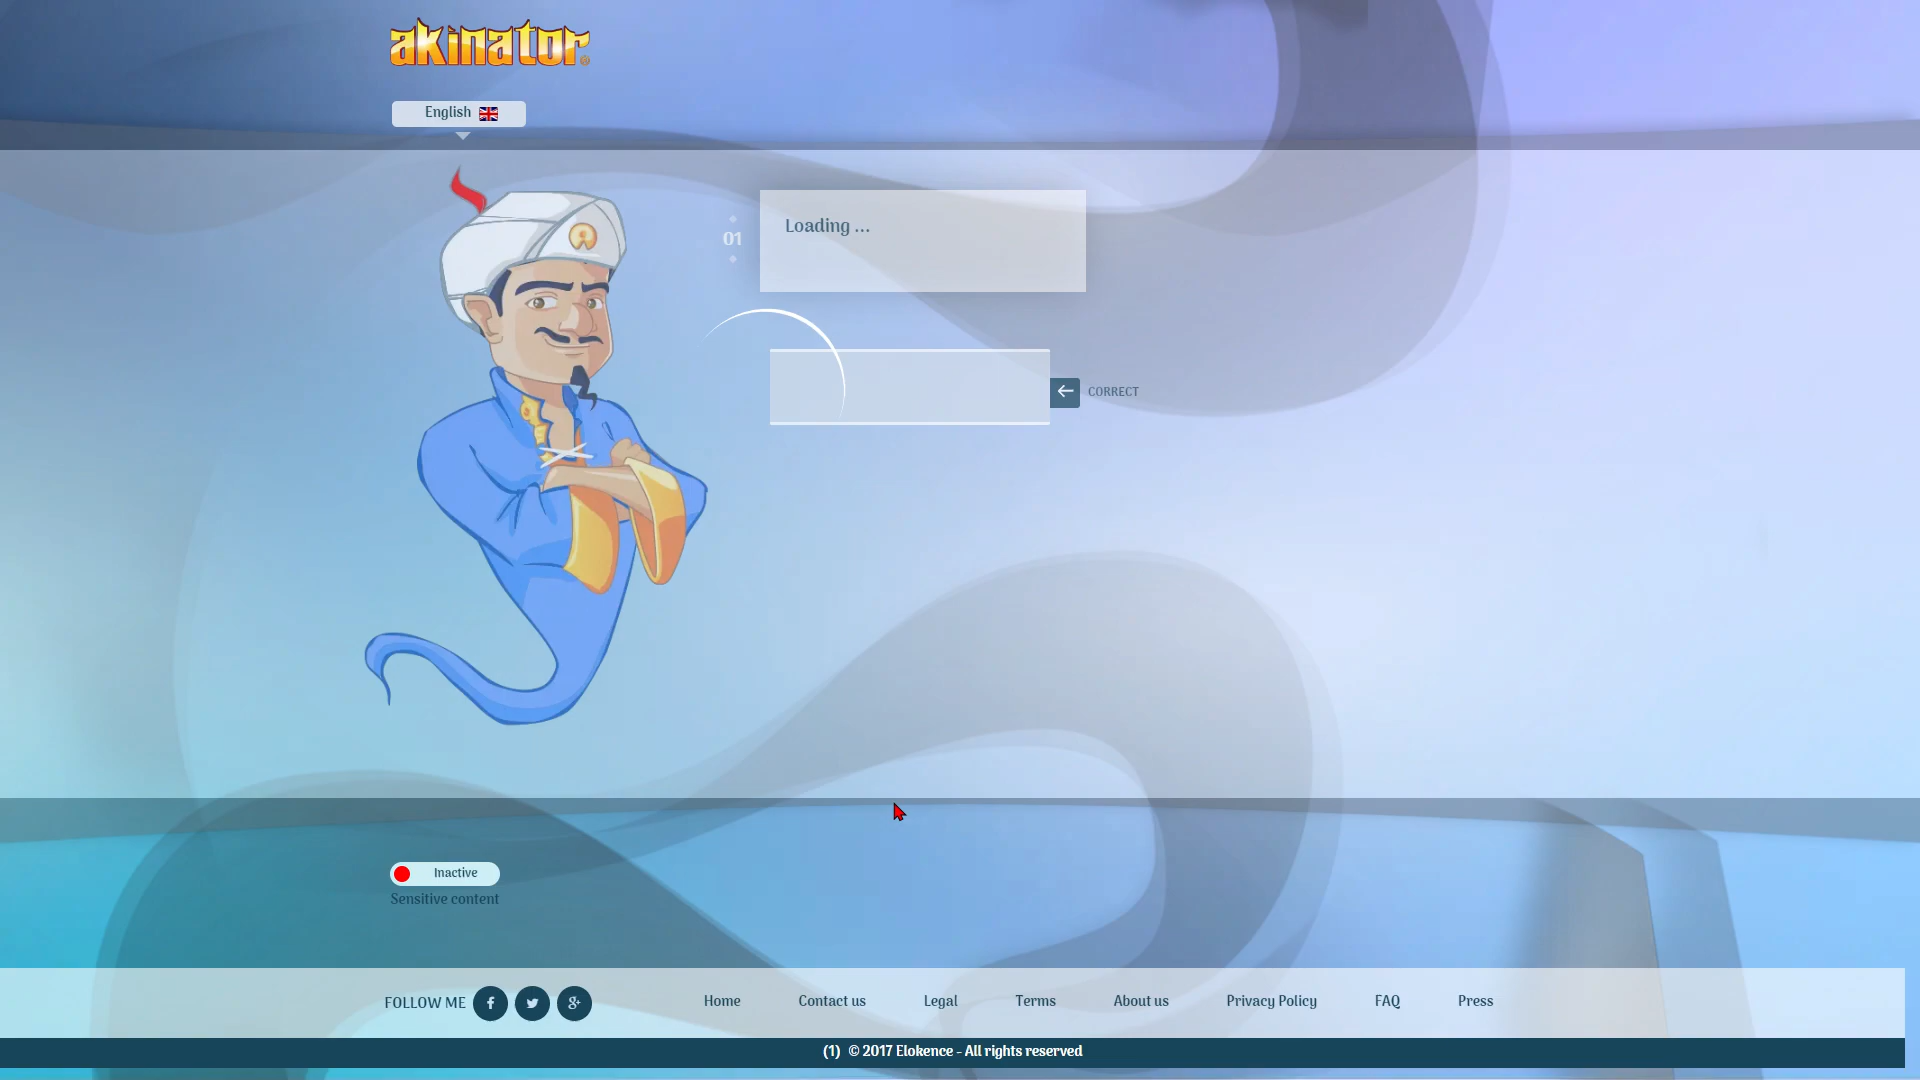 akinator
English
01
Loading ...
CORRECT
Inactive
Sensitive content
FOLLOW ME
Home Contact us Legal Terms About us Privacy Policy FAQ Press
(1) © 2017 Elokence - All rights reserved